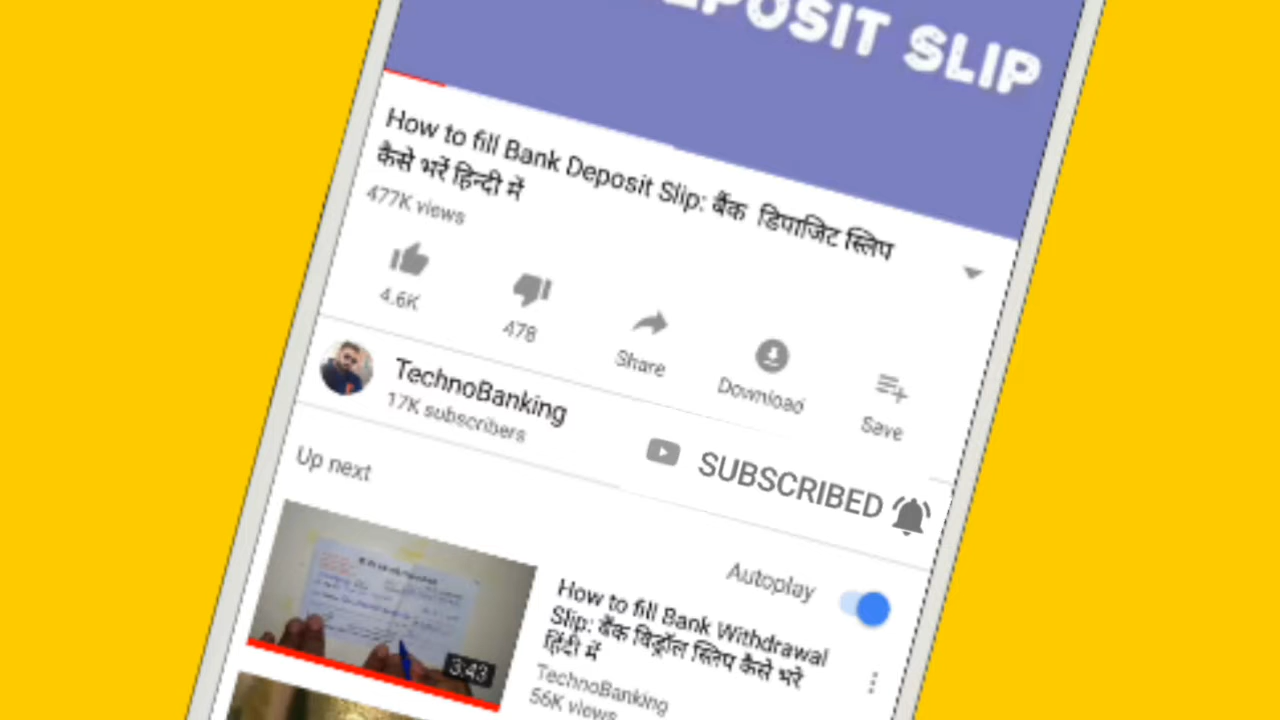 DEPOSIT SLIP
How to fill Bank Deposit Slip: बैंक डिपाजिट स्लिप
कैसे भरें हिन्दी में
477K views
4.6K
478
Share
Download
Save
TechnoBanking
17K subscribers
SUBSCRIBED
Up next
Autoplay
3:43
How to fill Bank Withdrawal
Slip: बैंक विड्रॉल स्लिप कैसे भरे
हिंदी में
TechnoBanking
56K views